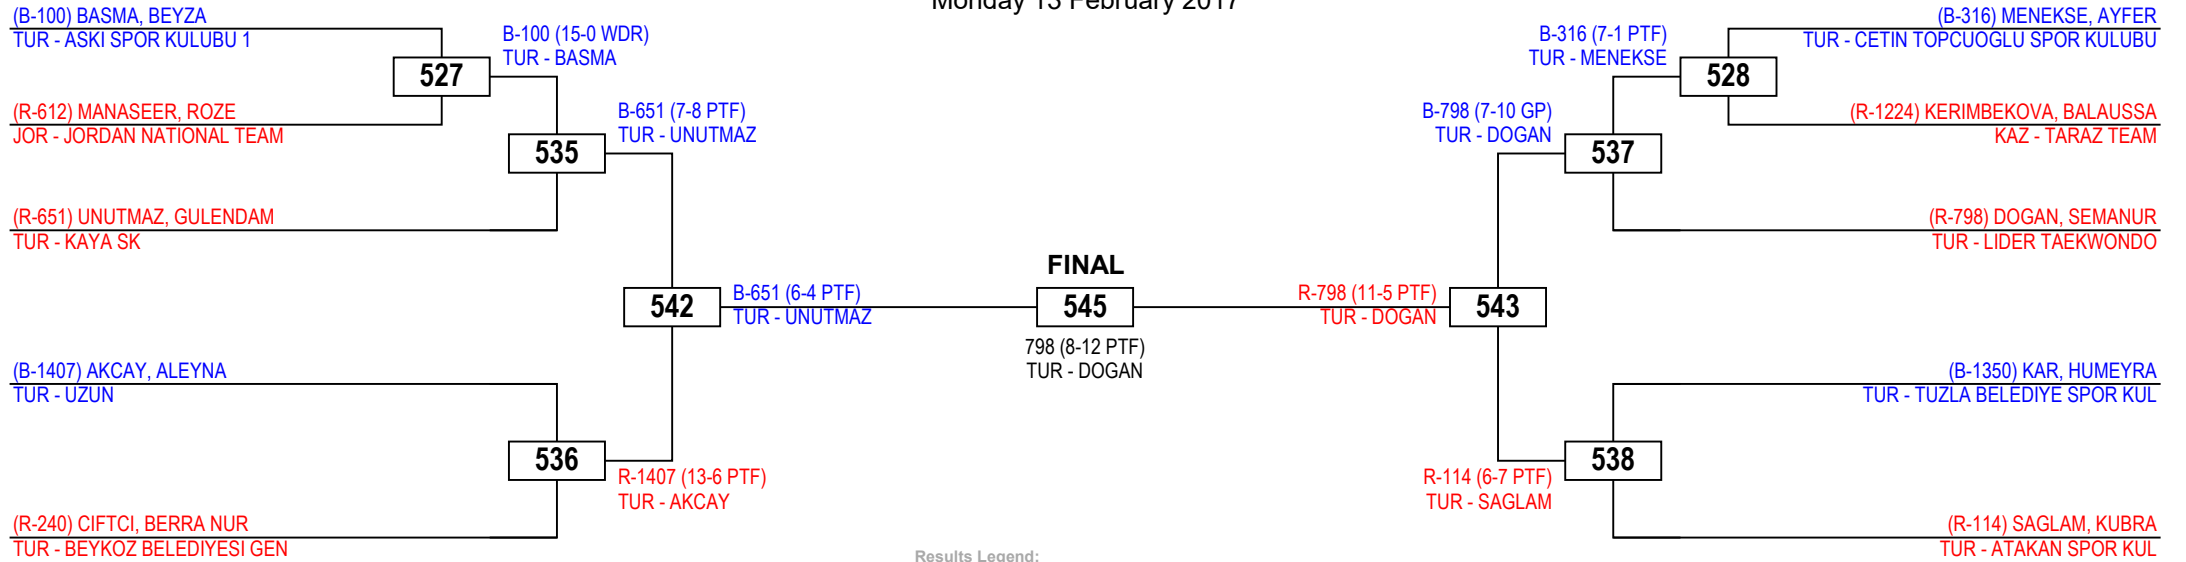 Monday 13 February 2017
(B-100) BASMA, BEYZA
TUR - ASKI SPOR KULUBU 1
B-100 (15-0 WDR)
TUR - BASMA
527
(R-612) MANASEER, ROZE
JOR - JORDAN NATIONAL TEAM
B-651 (7-8 PTF)
TUR - UNUTMAZ
535
(R-651) UNUTMAZ, GULENDAM
TUR - KAYA SK
542
B-651 (6-4 PTF)
TUR - UNUTMAZ
(B-1407) AKCAY, ALEYNA
TUR - UZUN
536
R-1407 (13-6 PTF)
TUR - AKCAY
(R-240) CIFTCI, BERRA NUR
TUR - BEYKOZ BELEDIYESI GEN
FINAL
545
798 (8-12 PTF)
TUR - DOGAN
(B-316) MENEKSE, AYFER
TUR - CETIN TOPCUOGLU SPOR KULUBU
B-316 (7-1 PTF)
TUR - MENEKSE
528
(R-1224) KERIMBEKOVA, BALAUSSA
KAZ - TARAZ TEAM
B-798 (7-10 GP)
TUR - DOGAN
537
(R-798) DOGAN, SEMANUR
TUR - LIDER TAEKWONDO
R-798 (11-5 PTF)
TUR - DOGAN
543
(B-1350) KAR, HUMEYRA
TUR - TUZLA BELEDIYE SPOR KUL
538
R-114 (6-7 PTF)
TUR - SAGLAM
(R-114) SAGLAM, KUBRA
TUR - ATAKAN SPOR KUL
Results Legend: